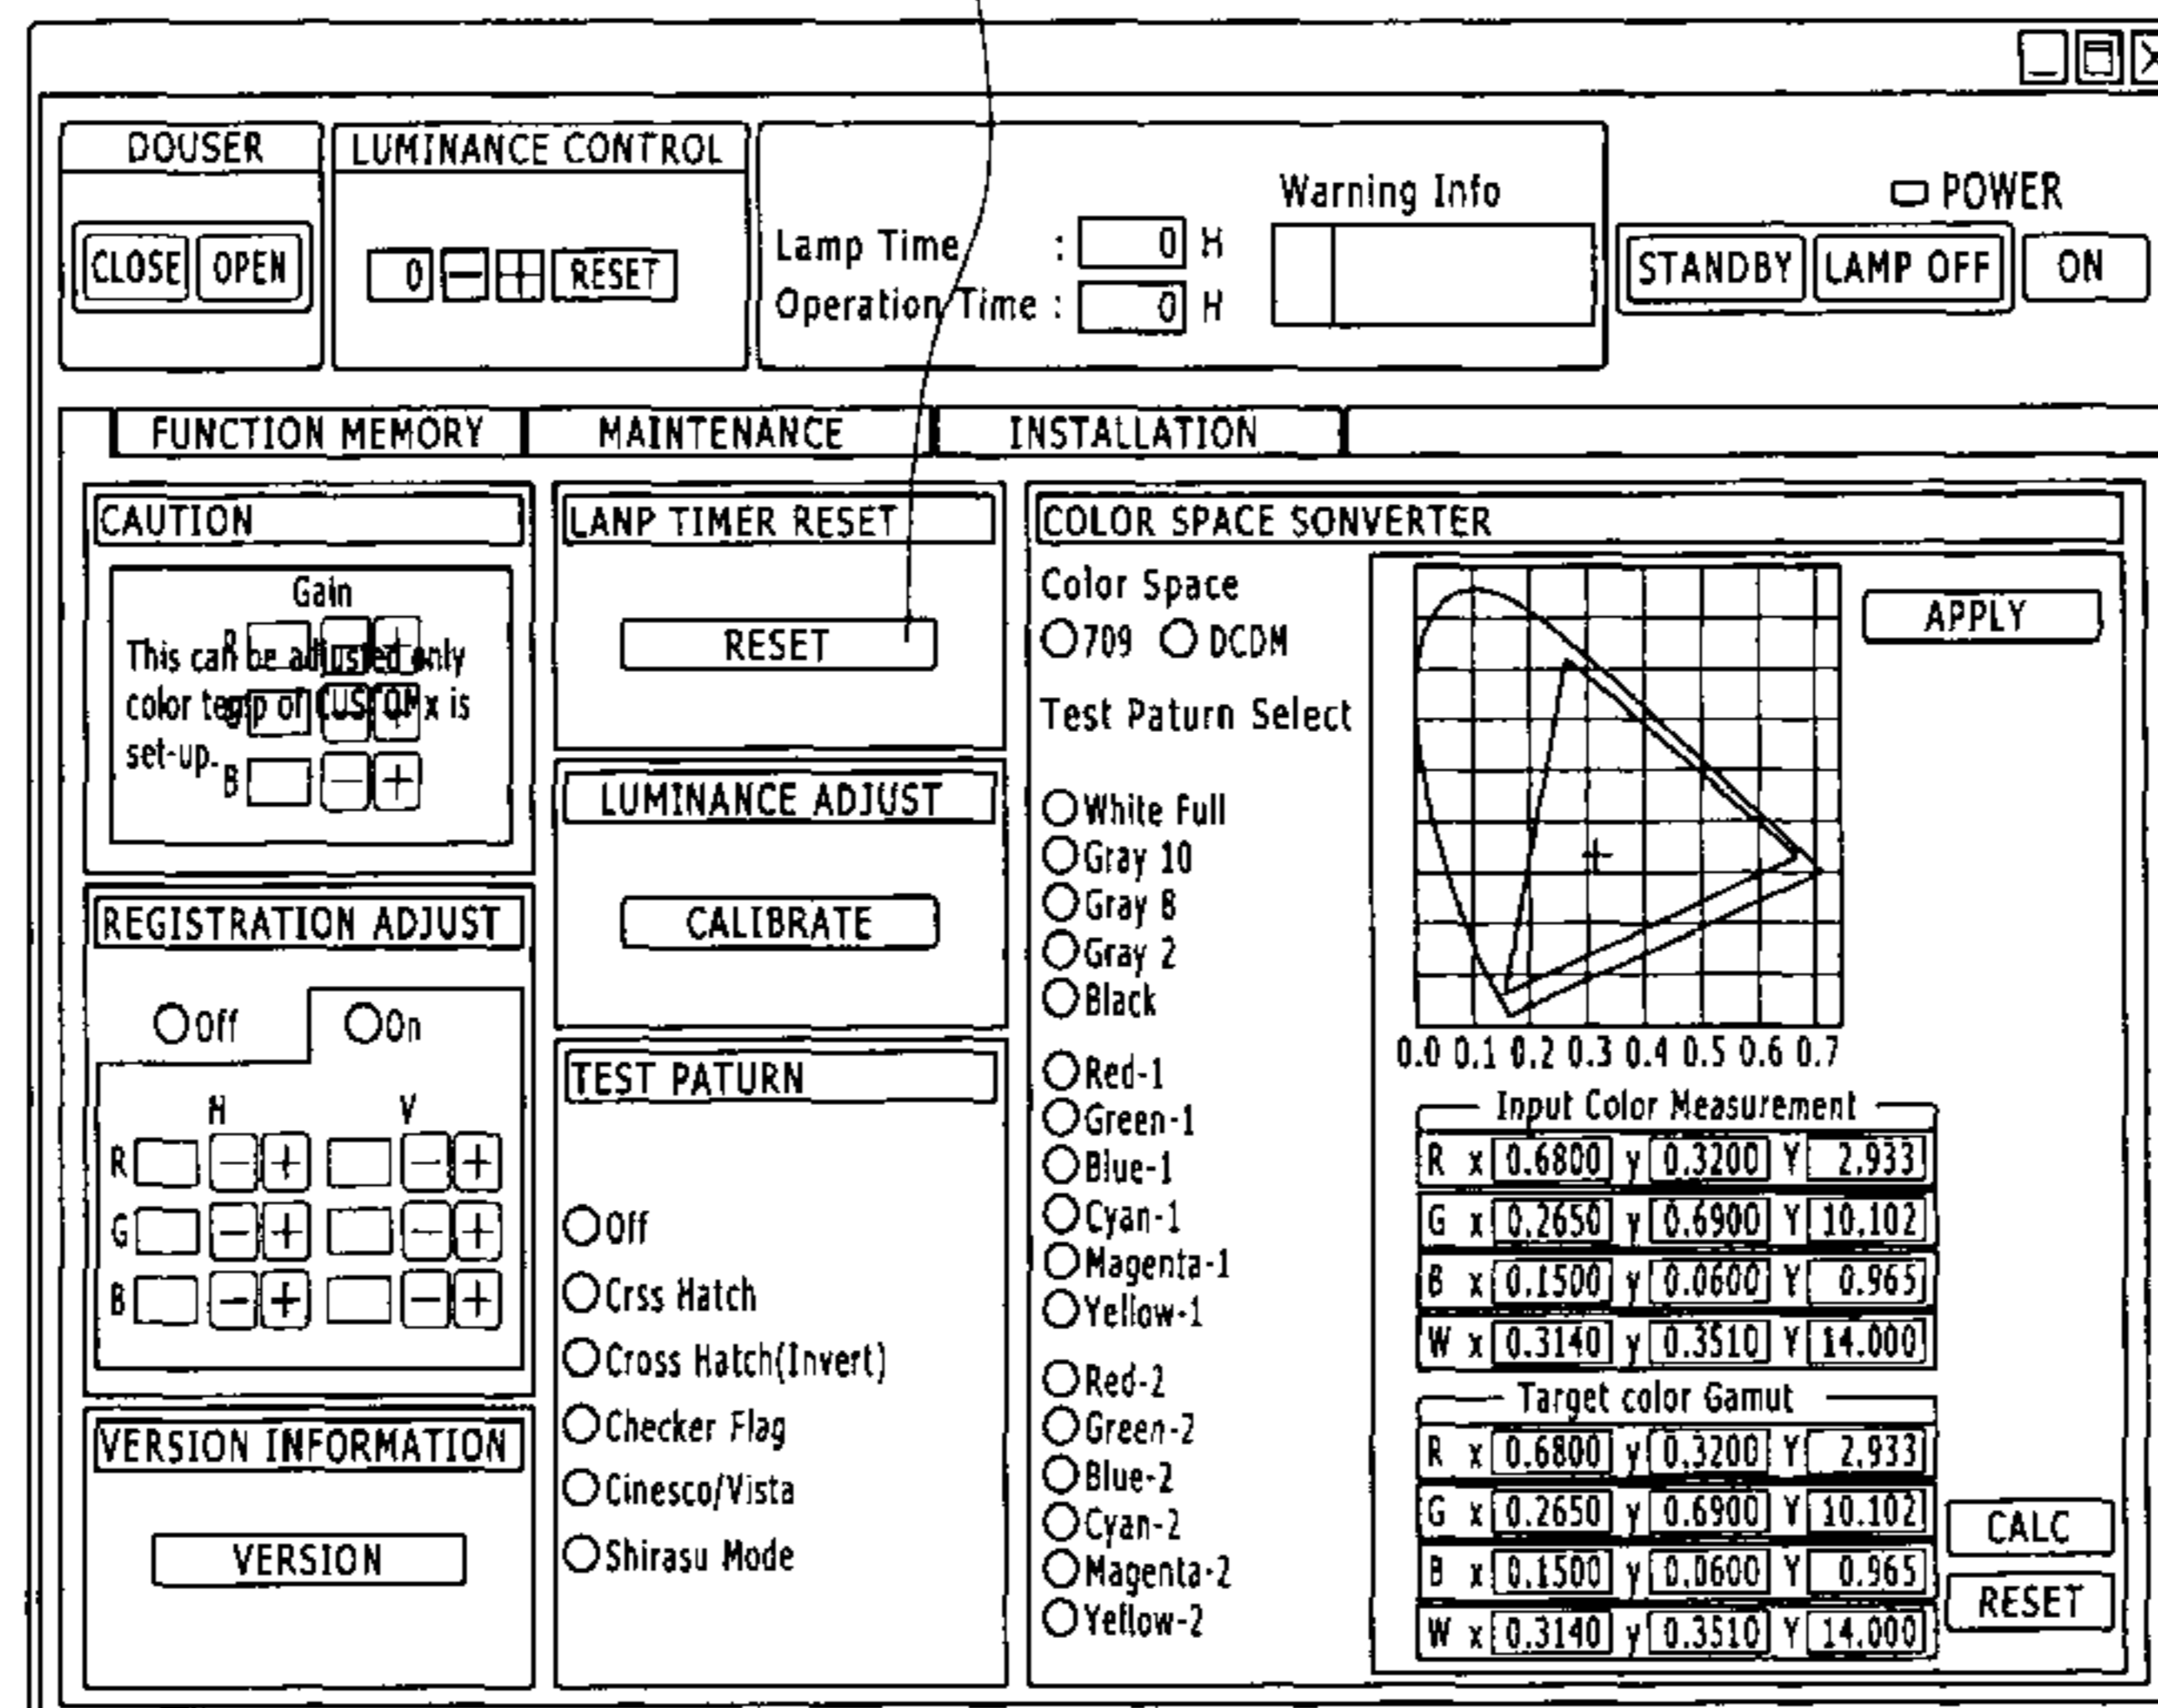 DOUSER
CLOSE OPEN
LUMINANCE CONTROL
0 − + RESET
Lamp Time : 0 H
Operation Time : 0 H
Warning Info
POWER
STANDBY LAMP OFF ON
FUNCTION MEMORY MAINTENANCE INSTALLATION
CAUTION
Gain
R − +
G − +
B − +
This can be adjusted only
color temp of CUSTOMx is
set-up.
REGISTRATION ADJUST
Off On
H V
R − + − +
G − + − +
B − + − +
VERSION INFORMATION
VERSION
LANP TIMER RESET
RESET
LUMINANCE ADJUST
CALIBRATE
TEST PATURN
Off
Crss Hatch
Cross Hatch(Invert)
Checker Flag
Cinesco/Vista
Shirasu Mode
COLOR SPACE SONVERTER
Color Space
709 DCDM
Test Paturn Select
White Full
Gray 10
Gray 8
Gray 2
Black
Red-1
Green-1
Blue-1
Cyan-1
Magenta-1
Yellow-1
Red-2
Green-2
Blue-2
Cyan-2
Magenta-2
Yellow-2
APPLY
0.0 0.1 0.2 0.3 0.4 0.5 0.6 0.7
Input Color Measurement
R x 0.6800 y 0.3200 Y 2.933
G x 0.2650 y 0.6900 Y 10.102
B x 0.1500 y 0.0600 Y 0.965
W x 0.3140 y 0.3510 Y 14.000
Target color Gamut
R x 0.6800 y 0.3200 Y 2.933
G x 0.2650 y 0.6900 Y 10.102
B x 0.1500 y 0.0600 Y 0.965
W x 0.3140 y 0.3510 Y 14.000
CALC
RESET